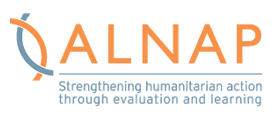 ALNAP
Strengthening humanitarian action
through evaluation and learning